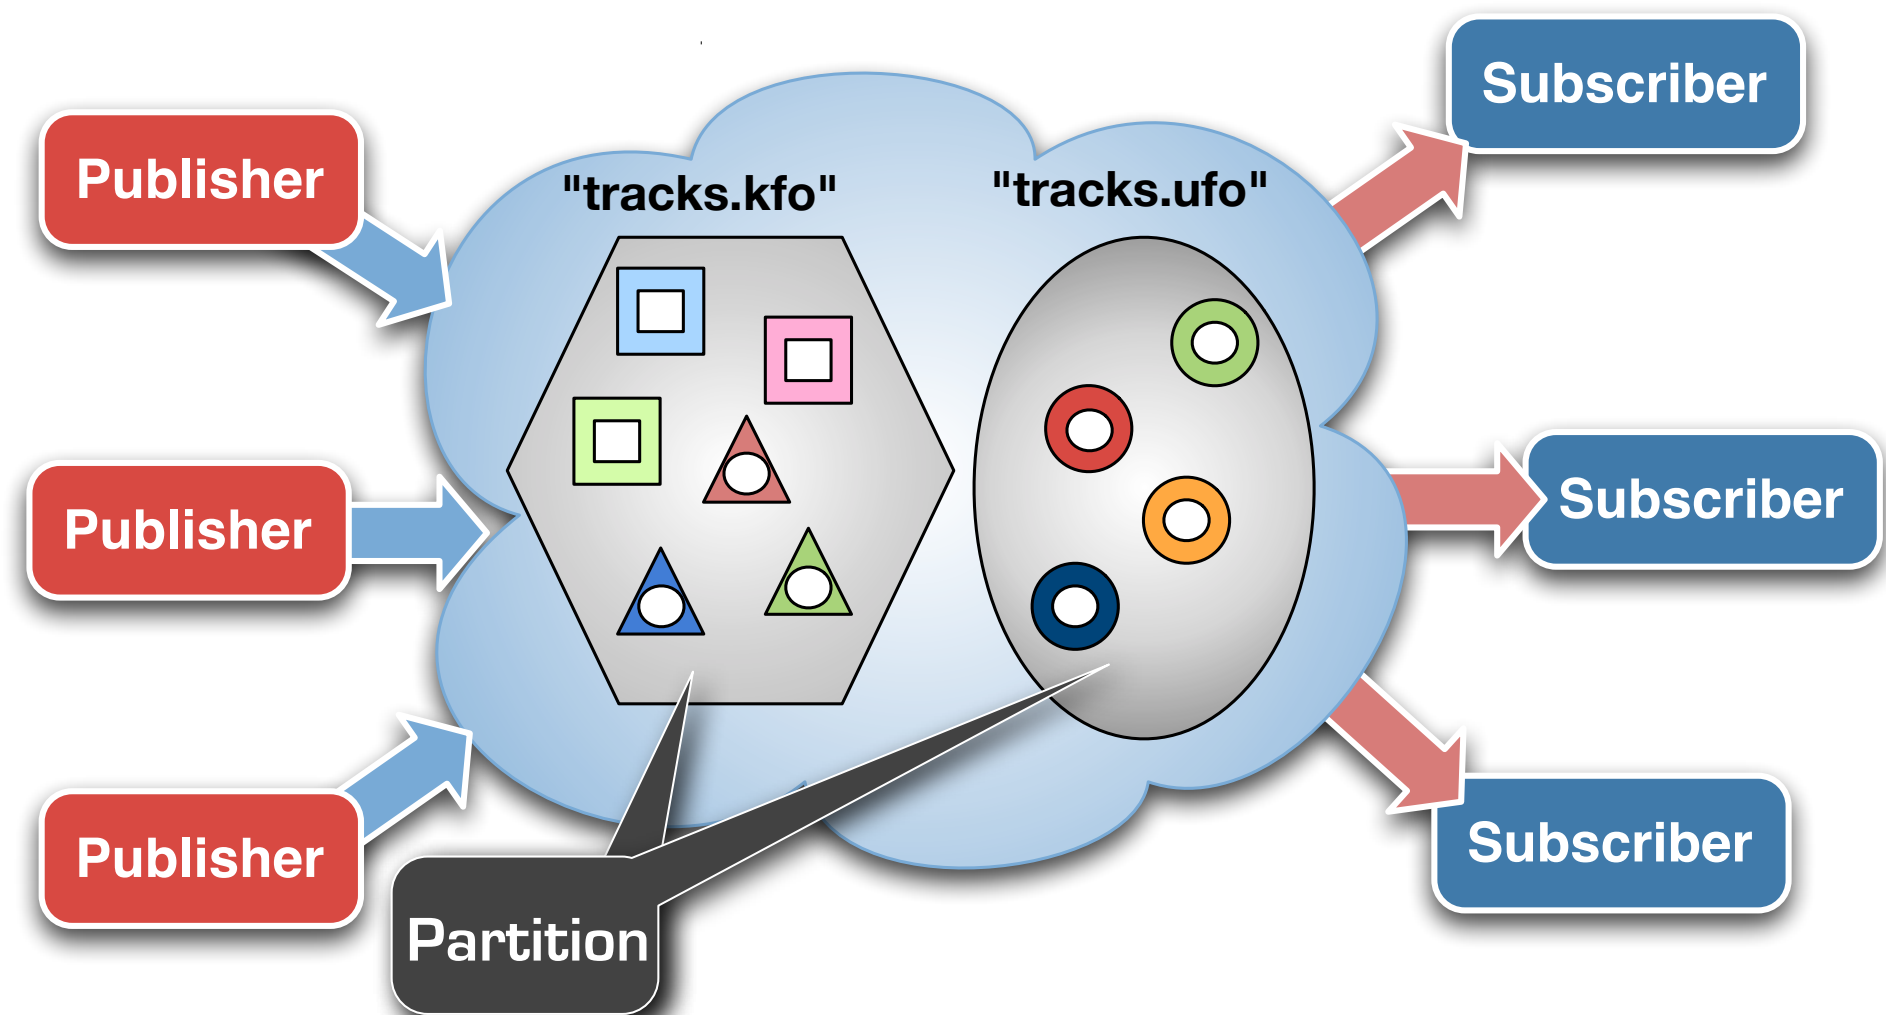 Subscriber
Publisher
"tracks.kfo"
"tracks.ufo"
Publisher
Subscriber
Publisher
Subscriber
Partition